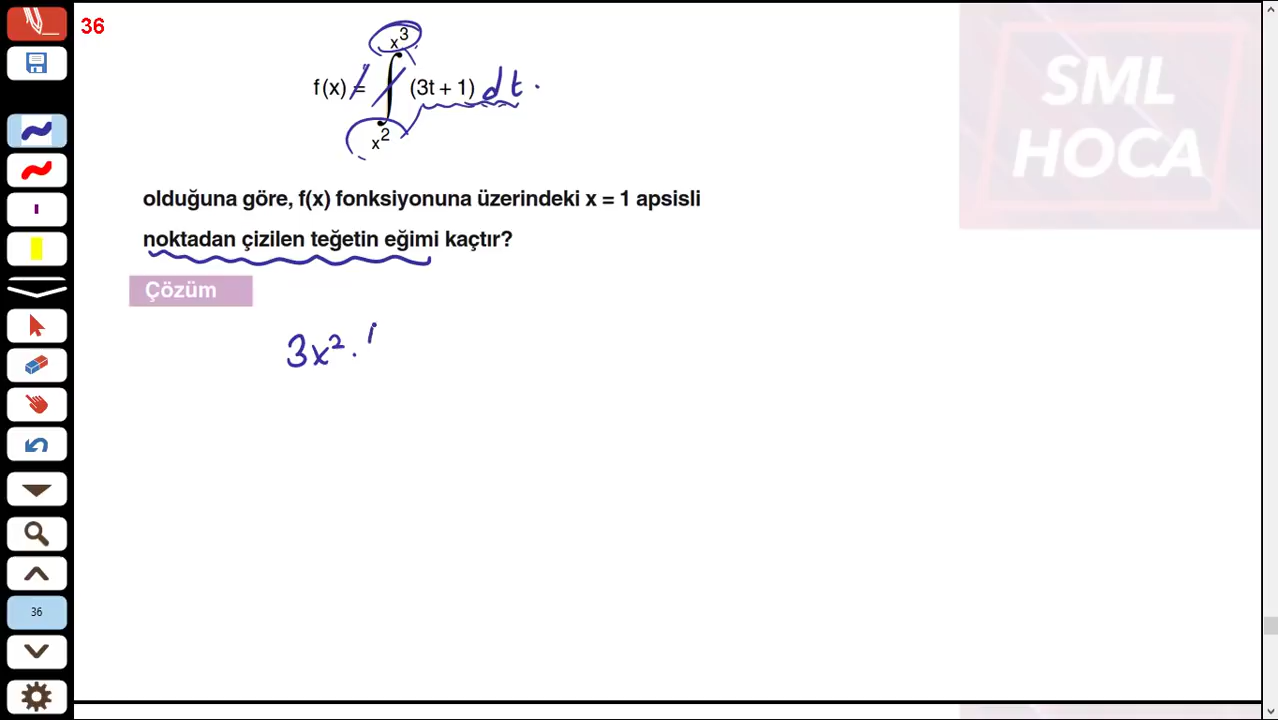 36
x³
f(x) = ∫ (3t + 1) dt.
x²
SML
HOCA
olduğuna göre, f(x) fonksiyonuna üzerindeki x = 1 apsisli
noktadan çizilen teğetin eğimi kaçtır?
Çözüm
3x² .
36